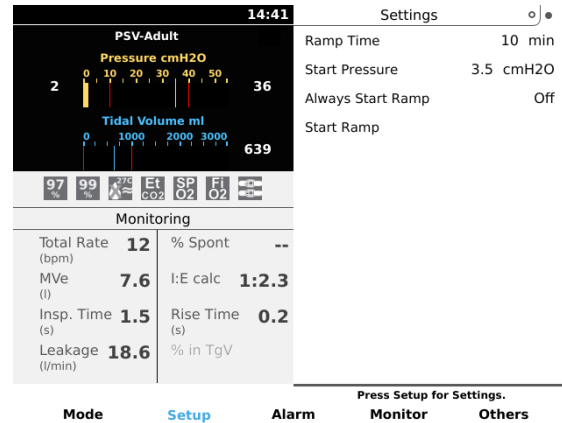 14:41
Settings
PSV-Adult
Pressure cmH2O
0 10 20 30 40 50
2
36
Tidal Volume ml
0 1000 2000 3000
639
97 %
99 %
27C
Et CO2
SP O2
Fi O2
Monitoring
Total Rate (bpm) 12
% Spont --
MVe (l) 7.6
I:E calc 1:2.3
Insp. Time (s) 1.5
Rise Time (s) 0.2
Leakage (l/min) 18.6
% in TgV
Ramp Time 10 min
Start Pressure 3.5 cmH2O
Always Start Ramp Off
Start Ramp
Press Setup for Settings.
Mode Setup Alarm Monitor Others